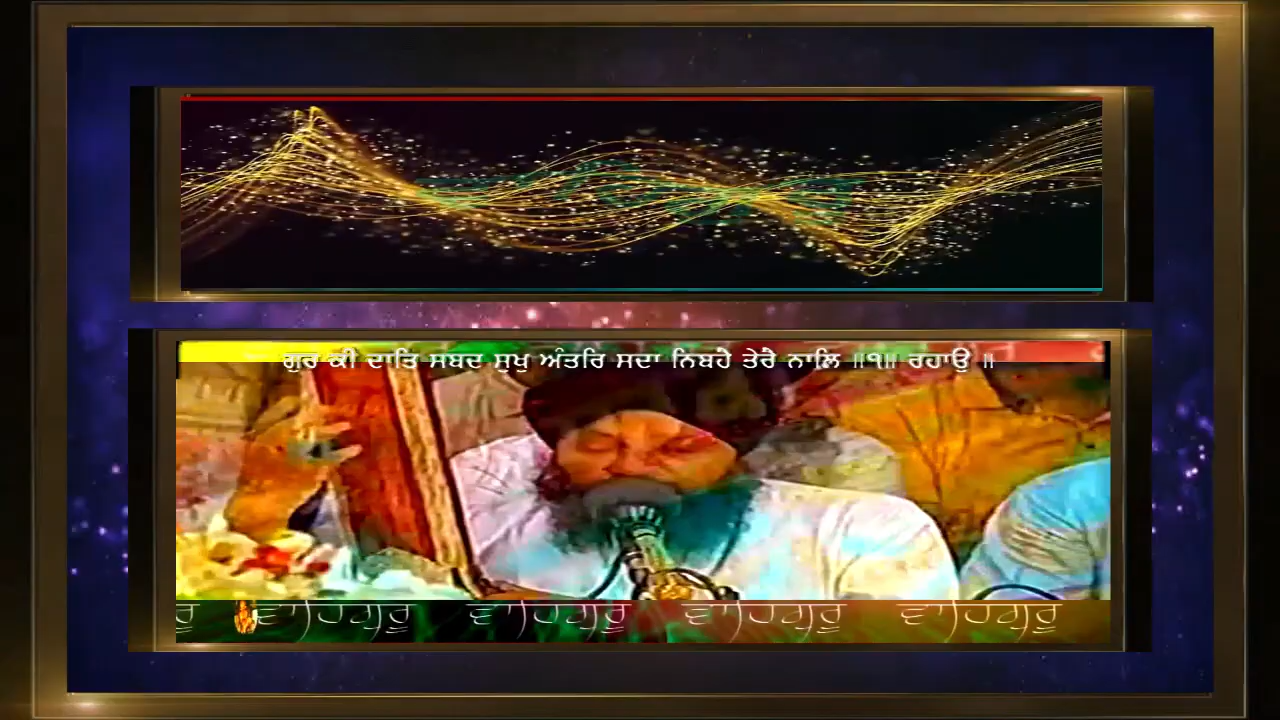 ਗੁਰ ਕੀ ਦਾਤਿ ਸਬਦ ਸੁਖੁ ਅੰਤਰਿ ਸਦਾ ਨਿਬਹੈ ਤੇਰੈ ਨਾਲਿ ॥੧॥ ਰਹਾਉ ॥
ਰੂ ਵਾਹਿਗੁਰੂ ਵਾਹਿਗੁਰੂ ਵਾਹਿਗੁਰੂ ਵਾਹਿਗੁਰੂ